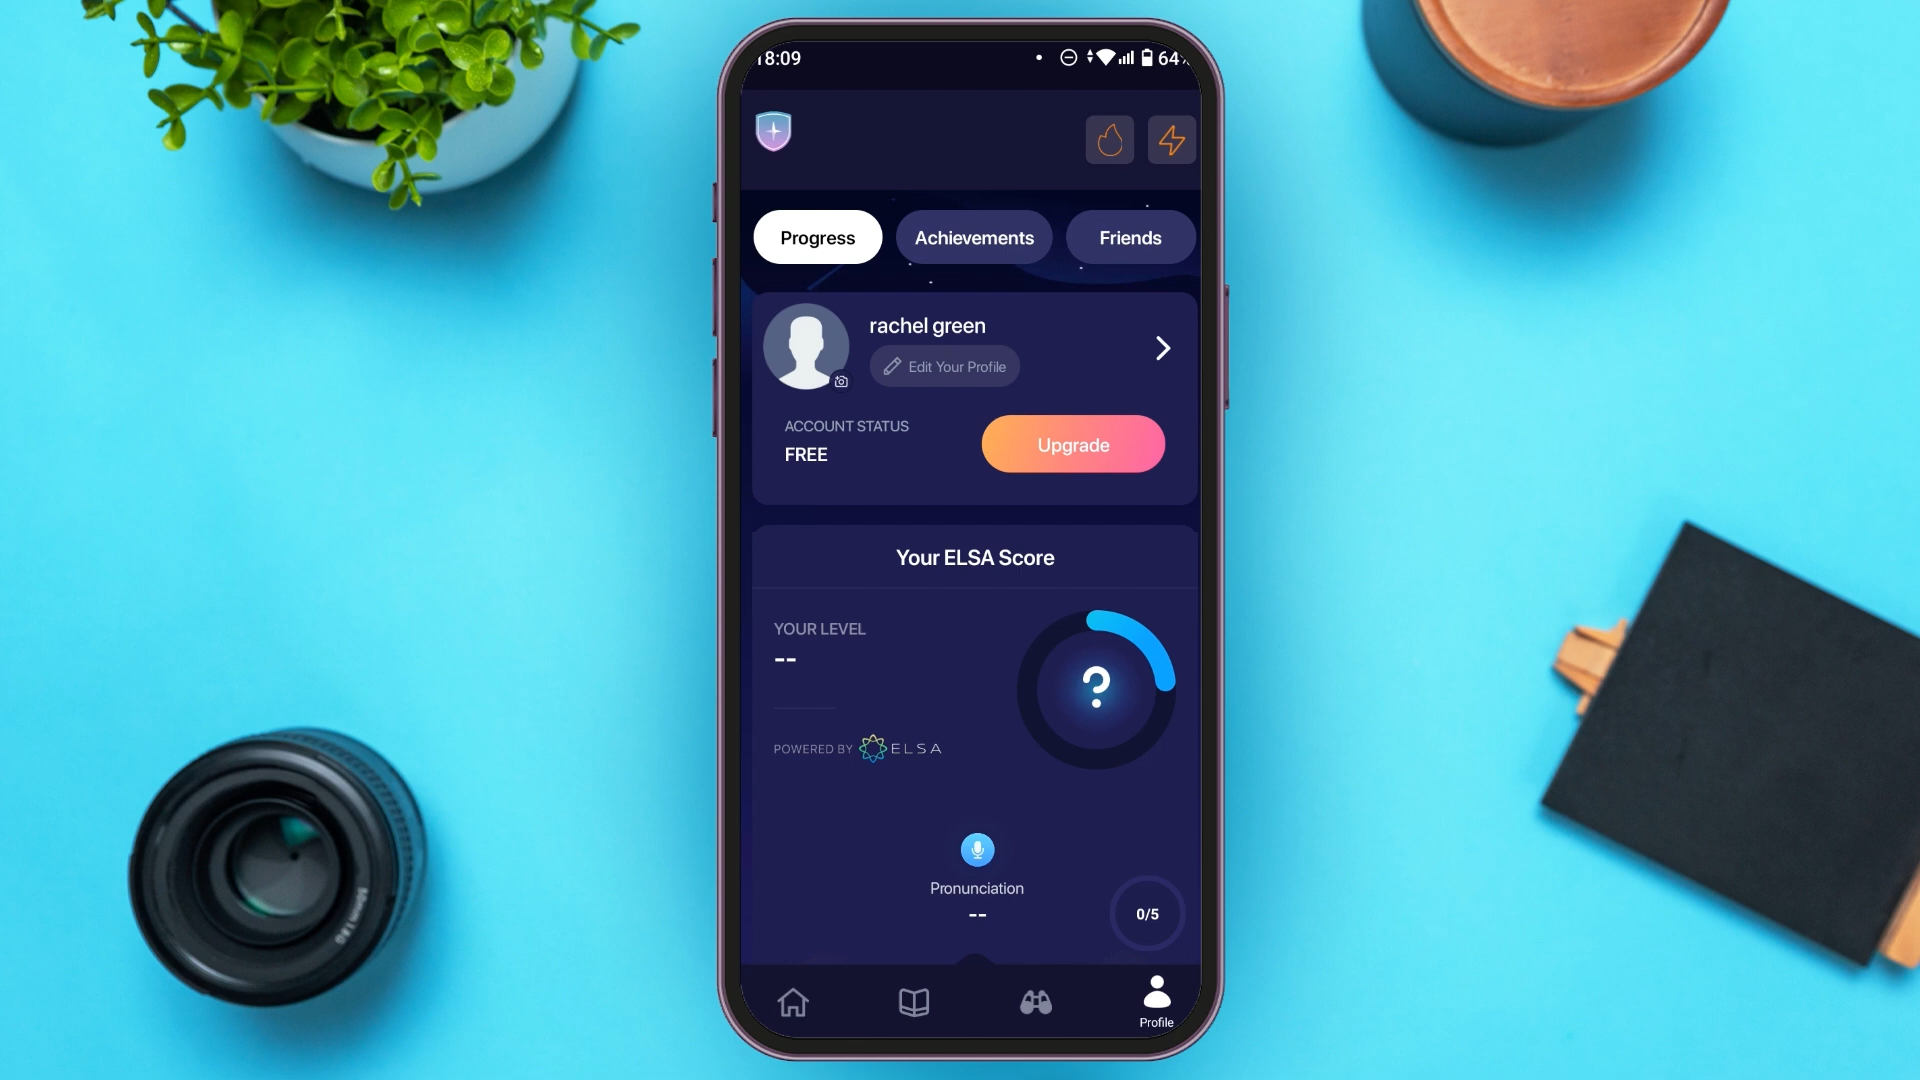 18:09
64%
Progress
Achievements
Friends
rachel green
Edit Your Profile
ACCOUNT STATUS
FREE
Upgrade
Your ELSA Score
YOUR LEVEL
--
?
POWERED BY ELSA
Pronunciation
--
0/5
Profile